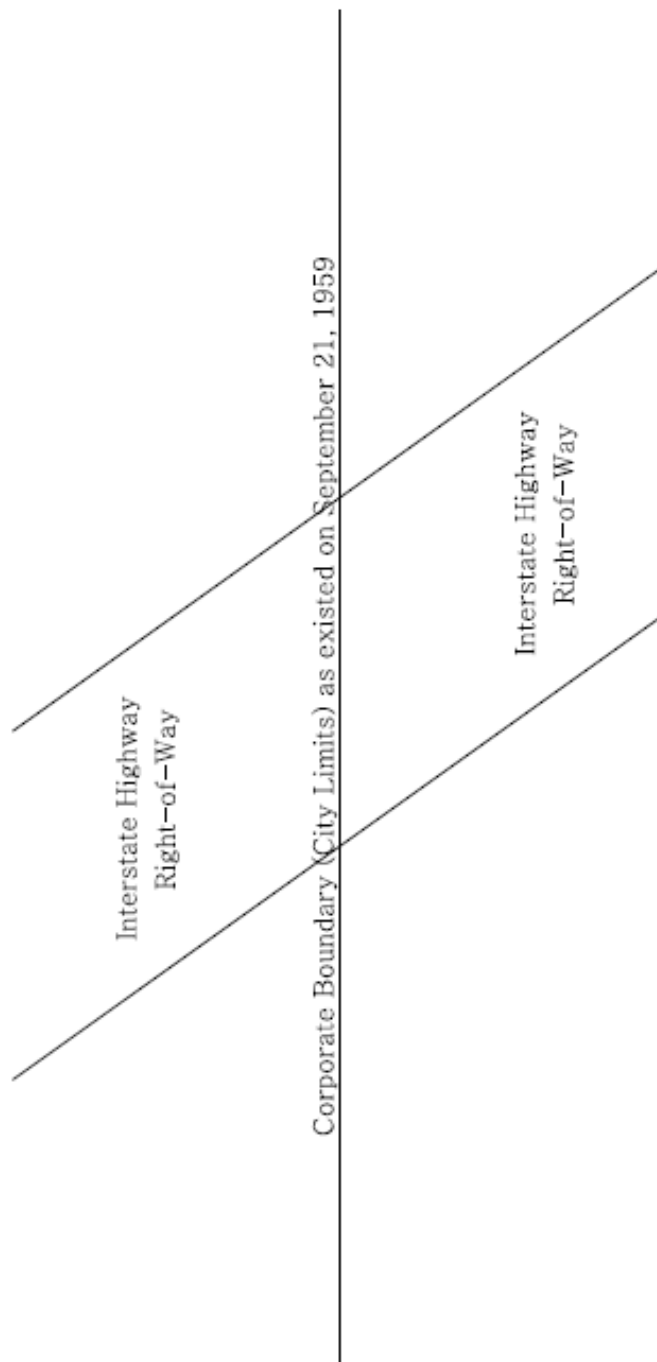 Interstate Highway
Right-of-Way
Corporate Boundary (City Limits) as existed on September 21, 1959
Interstate Highway
Right-of-Way